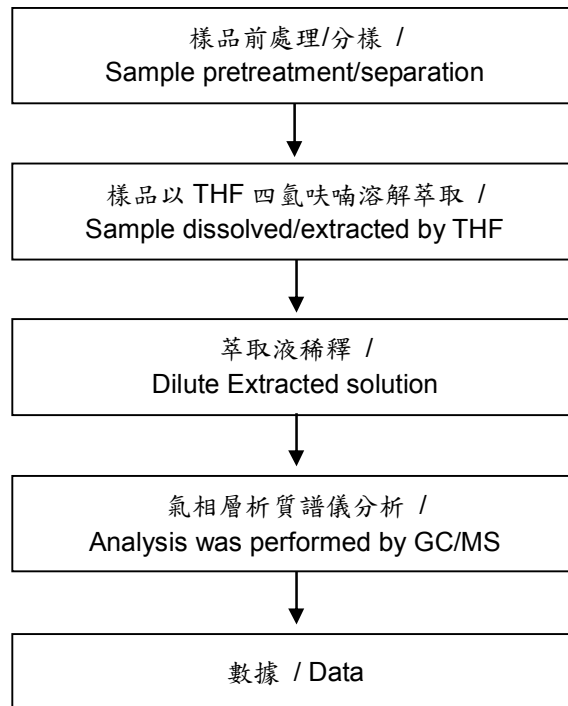 樣品前處理/分樣 /
Sample pretreatment/separation
樣品以 THF 四氫呋喃溶解萃取 /
Sample dissolved/extracted by THF
萃取液稀釋 /
Dilute Extracted solution
氣相層析質譜儀分析 /
Analysis was performed by GC/MS
數據 / Data